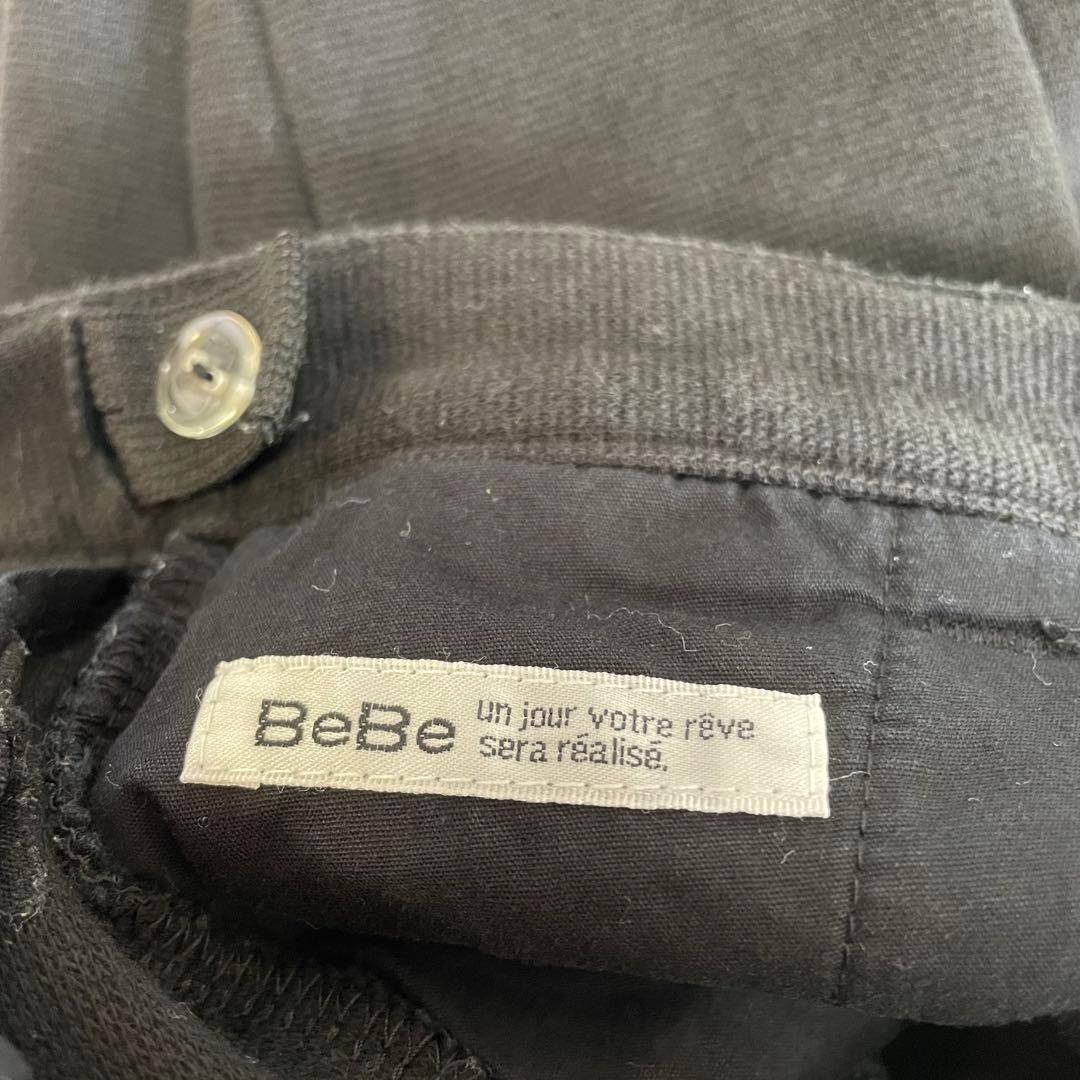 BeBe
un jour votre rêve
sera réalisé.